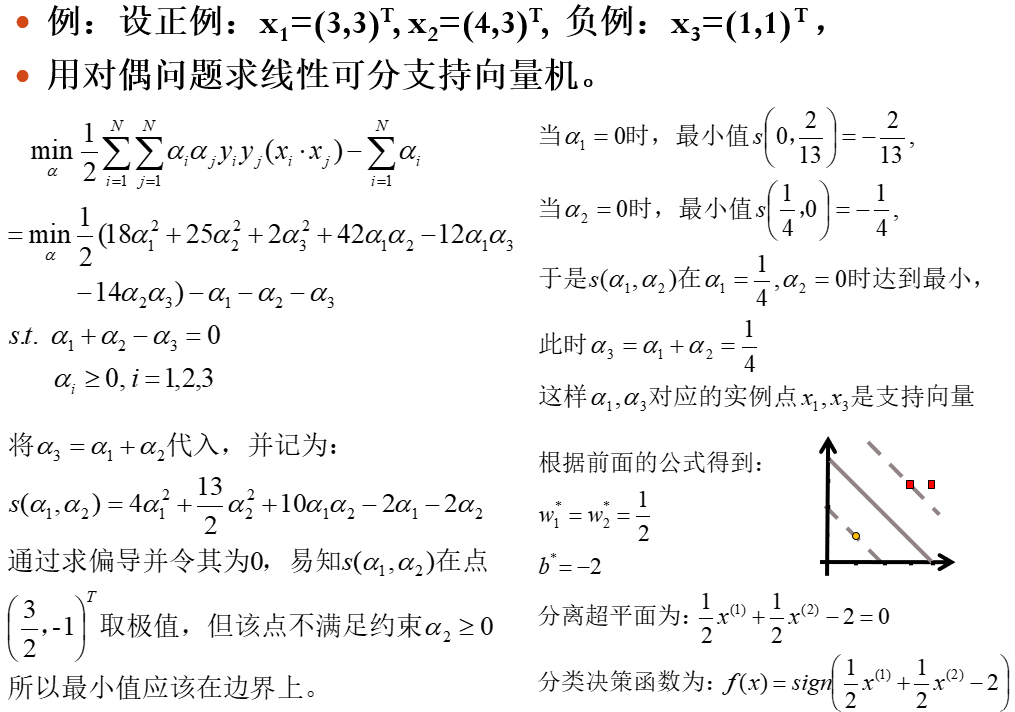 • 例：设正例：x₁=(3,3)ᵀ, x₂=(4,3)ᵀ, 负例：x₃=(1,1)ᵀ，
• 用对偶问题求线性可分支持向量机。
$\min_{\alpha} \frac{1}{2}\sum_{i=1}^{N}\sum_{j=1}^{N}\alpha_i\alpha_j y_i y_j(x_i \cdot x_j)-\sum_{i=1}^{N}\alpha_i$
$=\min_{\alpha} \frac{1}{2}(18\alpha_1^2+25\alpha_2^2+2\alpha_3^2+42\alpha_1\alpha_2-12\alpha_1\alpha_3$
$-14\alpha_2\alpha_3)-\alpha_1-\alpha_2-\alpha_3$
$s.t. \ \alpha_1+\alpha_2-\alpha_3=0$
$\alpha_i \geq 0, i=1,2,3$
将$\alpha_3=\alpha_1+\alpha_2$代入，并记为：
$s(\alpha_1,\alpha_2)=4\alpha_1^2+\frac{13}{2}\alpha_2^2+10\alpha_1\alpha_2-2\alpha_1-2\alpha_2$
通过求偏导并令其为0，易知$s(\alpha_1,\alpha_2)$在点
$\left(\frac{3}{2}，-1\right)^T$取极值，但该点不满足约束$\alpha_2 \geq 0$
所以最小值应该在边界上。
当$\alpha_1=0$时，最小值$s\left(0，\frac{2}{13}\right)=-\frac{2}{13},$
当$\alpha_2=0$时，最小值$s\left(\frac{1}{4}，0\right)=-\frac{1}{4},$
于是$s(\alpha_1,\alpha_2)$在$\alpha_1=\frac{1}{4},\alpha_2=0$时达到最小，
此时$\alpha_3=\alpha_1+\alpha_2=\frac{1}{4}$
这样$\alpha_1,\alpha_3$对应的实例点$x_1,x_3$是支持向量
根据前面的公式得到：
$w_1^*=w_2^*=\frac{1}{2}$
$b^*=-2$
分离超平面为：$\frac{1}{2}x^{(1)}+\frac{1}{2}x^{(2)}-2=0$
分类决策函数为：$f(x)=sign\left(\frac{1}{2}x^{(1)}+\frac{1}{2}x^{(2)}-2\right)$